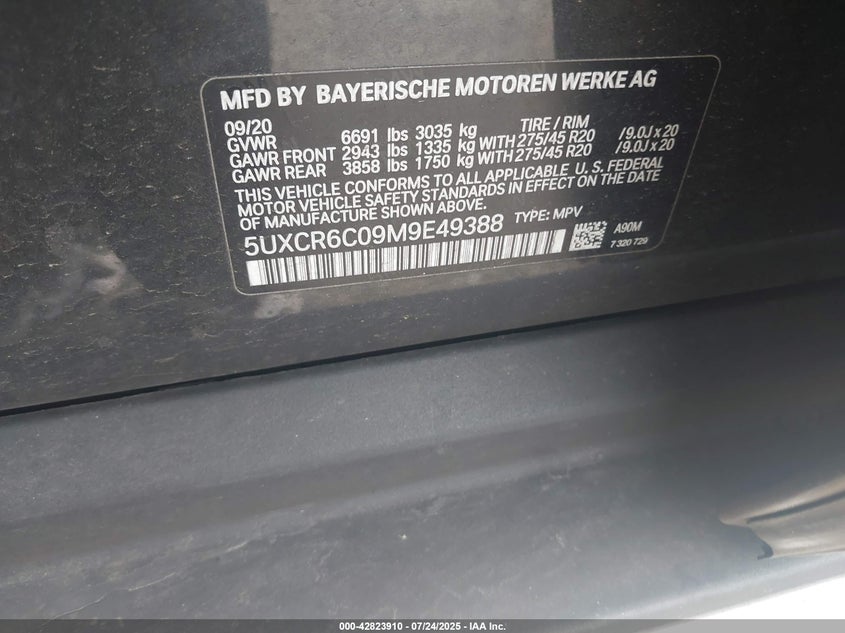 MFD BY BAYERISCHE MOTOREN WERKE AG
09/20 TIRE / RIM
GVWR 6691 lbs 3035 kg
GAWR FRONT 2943 lbs 1335 kg WITH 275/45 R20 /9.0J x 20
GAWR REAR 3858 lbs 1750 kg WITH 275/45 R20 /9.0J x 20
THIS VEHICLE CONFORMS TO ALL APPLICABLE U. S. FEDERAL
MOTOR VEHICLE SAFETY STANDARDS IN EFFECT ON THE DATE
OF MANUFACTURE SHOWN ABOVE.
5UXCR6C09M9E49388 TYPE: MPV
A90M
7 320 729
000-42823910 - 07/24/2025 - IAA Inc.